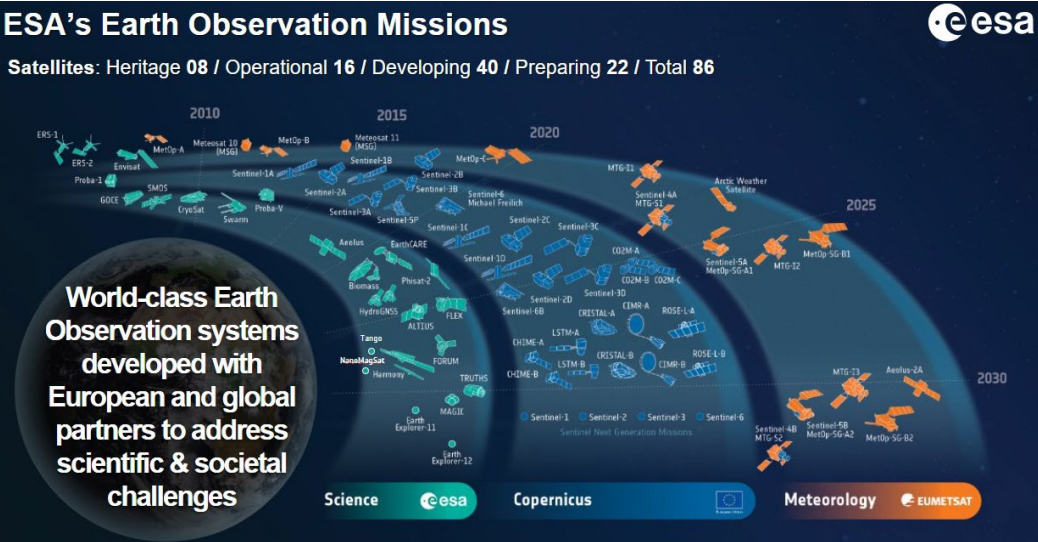 ESA's Earth Observation Missions
esa
Satellites: Heritage 08 / Operational 16 / Developing 40 / Preparing 22 / Total 86
2010
2015
2020
2025
2030
ERS-1
ERS-2
Envisat
MetOp-A
Meteosat 10
(MSG)
MetOp-B
Meteosat 11
(MSG)
MetOp-C
MTG-I1
Arctic Weather
Satellite
Proba-1
GOCE
SMOS
CryoSat
Swarm
Proba-V
Sentinel-1A
Sentinel-1B
Sentinel-2A
Sentinel-2B
Sentinel-3A
Sentinel-3B
Sentinel-5P
Sentinel-6
Michael Freilich
Sentinel-4A
MTG-S1
Sentinel-5A
MetOp-SG-A1
MTG-I2
MetOp-SG-B1
Sentinel-1C
Sentinel-2C
Sentinel-3C
Sentinel-1D
Sentinel-2D
Sentinel-3D
Sentinel-6B
CO2M-A
CO2M-B
CO2M-C
Aeolus
EarthCARE
Biomass
Phisat-2
HydroGNSS
ALTIUS
FLEX
Tango
NanoMagSat
Harmony
FORUM
TRUTHS
MAGIC
Earth
Explorer-11
Earth
Explorer-12
CRISTAL-A
CIMR-A
ROSE-L-A
LSTM-A
CHIME-A
CRISTAL-B
CIMR-B
ROSE-L-B
LSTM-B
CHIME-B
Sentinel-1
Sentinel-2
Sentinel-3
Sentinel-6
Sentinel Next Generation Missions
MTG-I3
Aeolus-2A
Sentinel-4B
MTG-S2
Sentinel-5B
MetOp-SG-A2
MetOp-SG-B2
World-class Earth
Observation systems
developed with
European and global
partners to address
scientific & societal
challenges
Science
esa
Copernicus
Meteorology
EUMETSAT